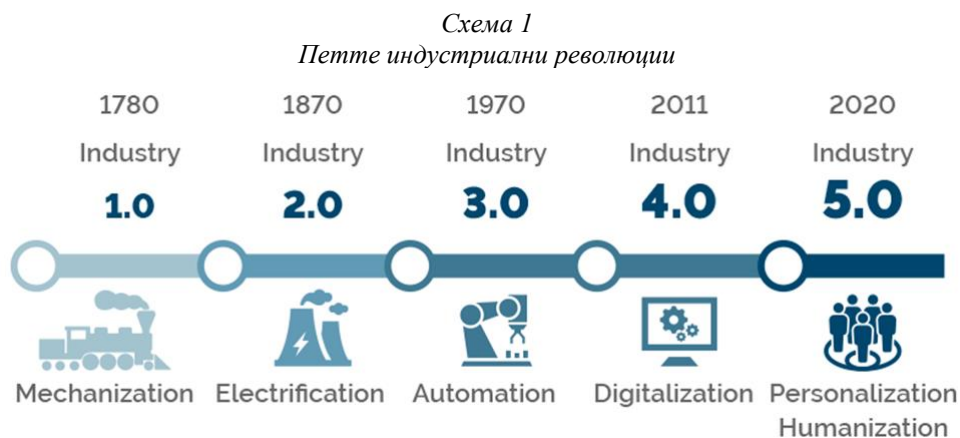 Схема 1
Петте индустриални революции
1780 1870 1970 2011 2020
Industry Industry Industry Industry Industry
1.0 2.0 3.0 4.0 5.0
Mechanization Electrification Automation Digitalization Personalization
Humanization